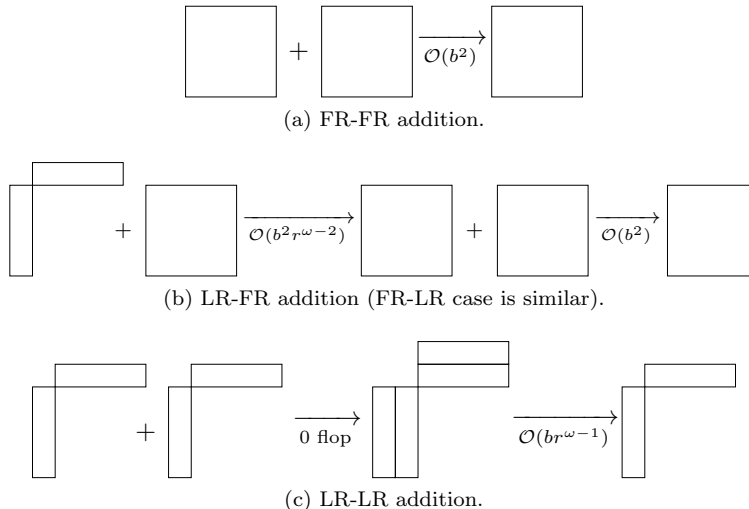 +
𝒪(b²)
(a) FR-FR addition.
+ +
𝒪(b²r^{ω−2}) 𝒪(b²)
(b) LR-FR addition (FR-LR case is similar).
+
0 flop 𝒪(br^{ω−1})
(c) LR-LR addition.